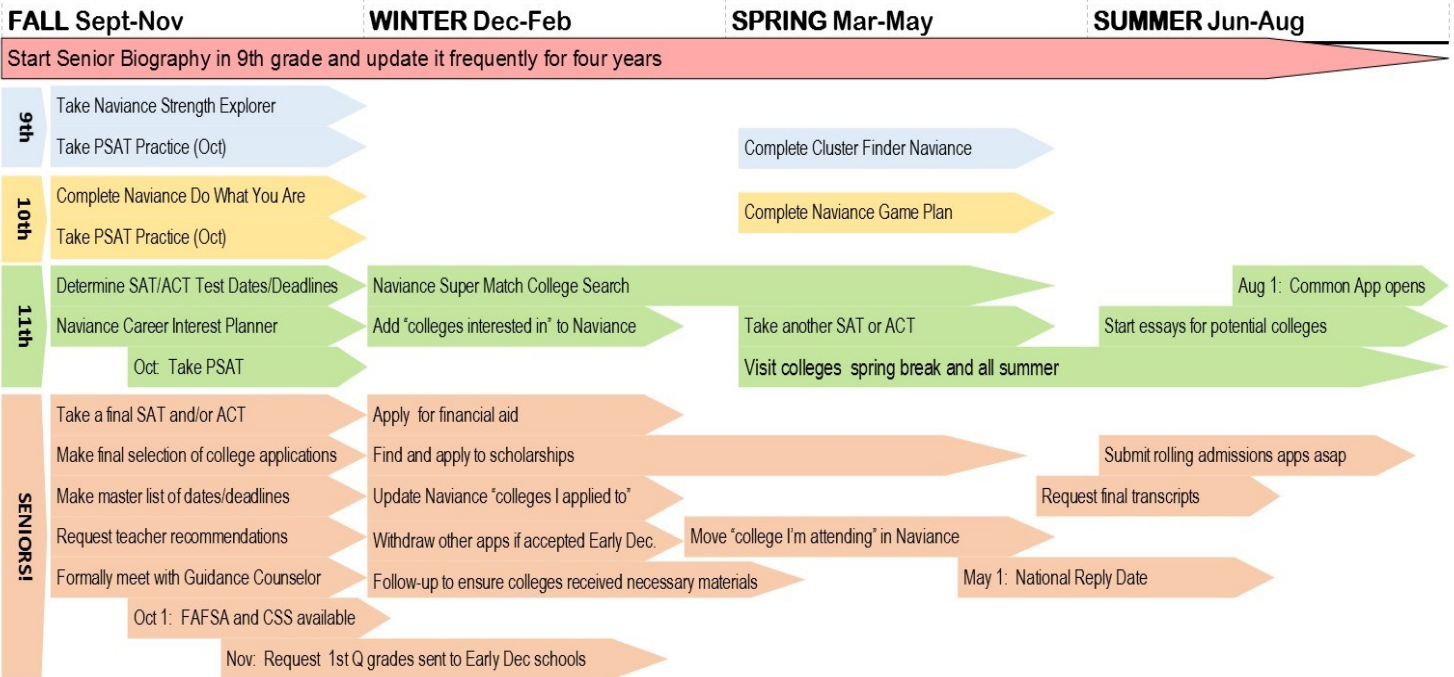 FALL Sept-Nov
WINTER Dec-Feb
SPRING Mar-May
SUMMER Jun-Aug
Start Senior Biography in 9th grade and update it frequently for four years
9th
Take Naviance Strength Explorer
Take PSAT Practice (Oct)
Complete Cluster Finder Naviance
10th
Complete Naviance Do What You Are
Take PSAT Practice (Oct)
Complete Naviance Game Plan
11th
Determine SAT/ACT Test Dates/Deadlines
Naviance Super Match College Search
Aug 1: Common App opens
Naviance Career Interest Planner
Add "colleges interested in" to Naviance
Take another SAT or ACT
Start essays for potential colleges
Oct: Take PSAT
Visit colleges spring break and all summer
SENIORS!
Take a final SAT and/or ACT
Apply for financial aid
Make final selection of college applications
Find and apply to scholarships
Submit rolling admissions apps asap
Make master list of dates/deadlines
Update Naviance "colleges I applied to"
Request final transcripts
Request teacher recommendations
Withdraw other apps if accepted Early Dec.
Move "college I'm attending" in Naviance
Formally meet with Guidance Counselor
Follow-up to ensure colleges received necessary materials
May 1: National Reply Date
Oct 1: FAFSA and CSS available
Nov: Request 1st Q grades sent to Early Dec schools